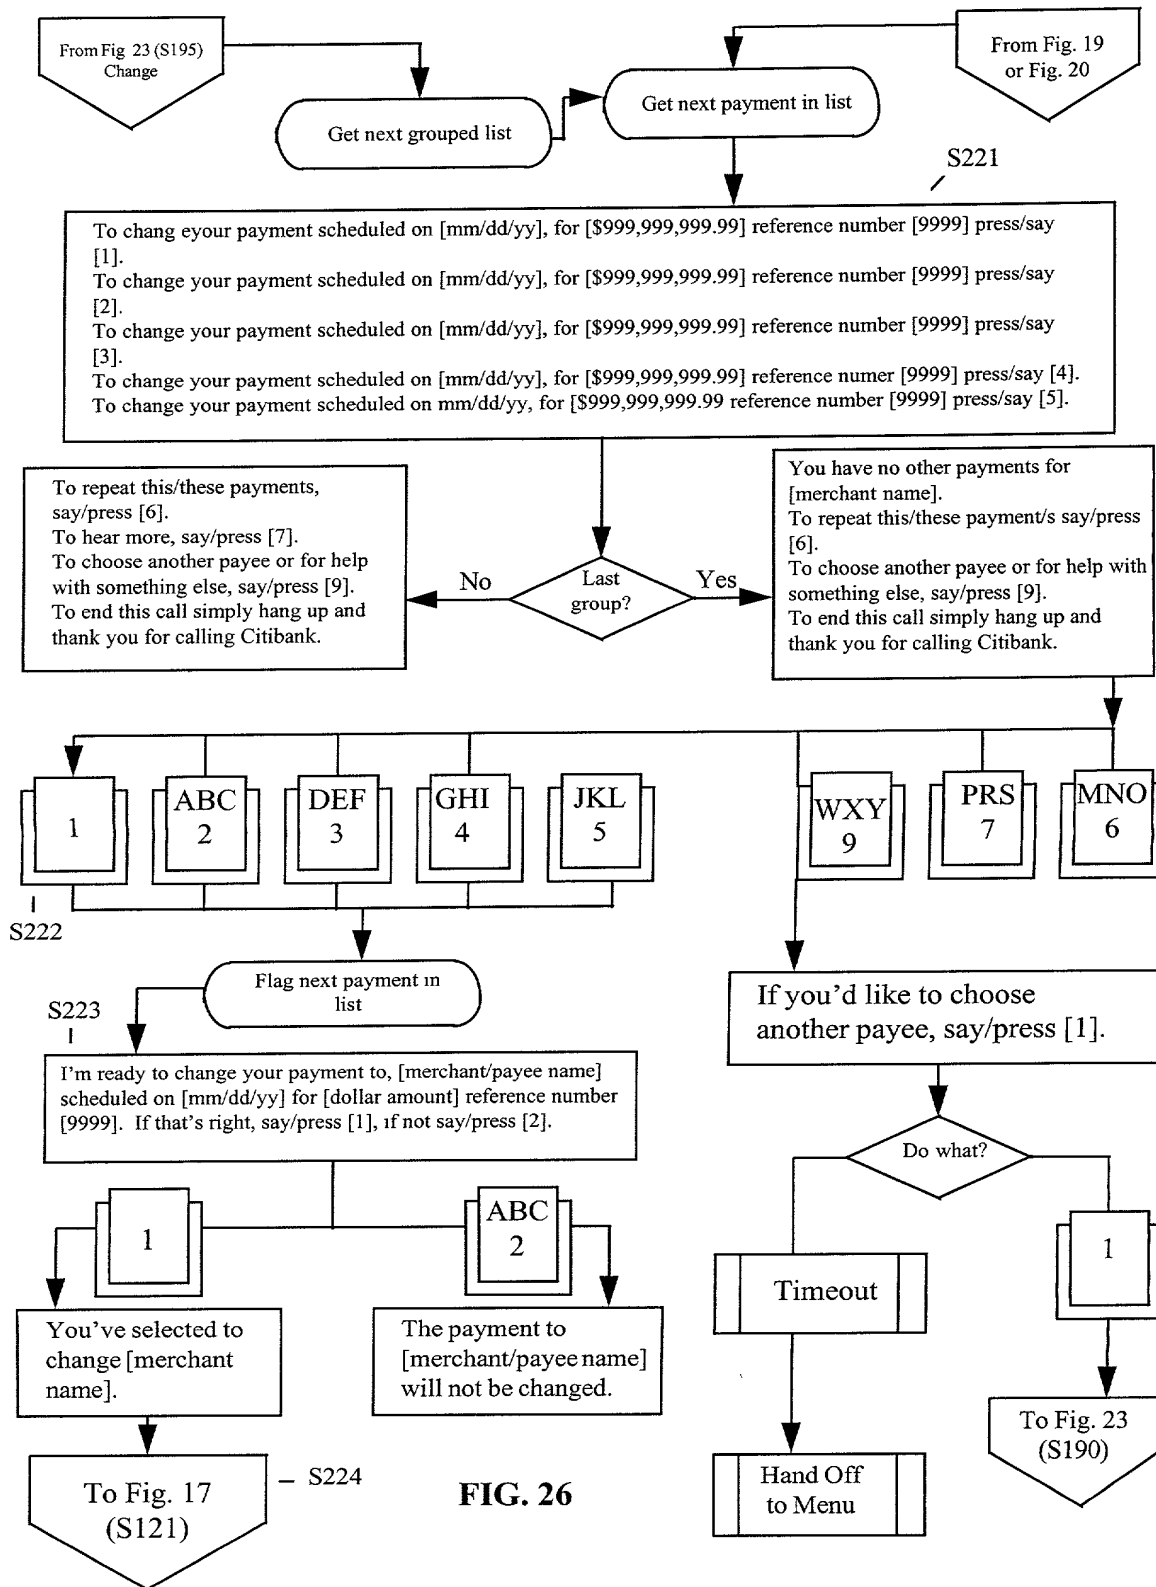 From Fig 23 (S195)
Change
From Fig. 19
or Fig. 20
Get next grouped list
Get next payment in list
S221
To chang eyour payment scheduled on [mm/dd/yy], for [$999,999,999.99] reference number [9999] press/say
[1].
To change your payment scheduled on [mm/dd/yy], for [$999,999,999.99] reference number [9999] press/say
[2].
To change your payment scheduled on [mm/dd/yy], for [$999,999,999.99] reference number [9999] press/say
[3].
To change your payment scheduled on [mm/dd/yy], for [$999,999,999.99] reference numer [9999] press/say [4].
To change your payment scheduled on mm/dd/yy, for [$999,999,999.99 reference number [9999] press/say [5].
To repeat this/these payments,
say/press [6].
To hear more, say/press [7].
To choose another payee or for help
with something else, say/press [9].
To end this call simply hang up and
thank you for calling Citibank.
No
Last
group?
Yes
You have no other payments for
[merchant name].
To repeat this/these payment/s say/press
[6].
To choose another payee or for help with
something else, say/press [9].
To end this call simply hang up and
thank you for calling Citibank.
1
ABC
2
DEF
3
GHI
4
JKL
5
WXY
9
PRS
7
MNO
6
S222
Flag next payment in
list
S223
I'm ready to change your payment to, [merchant/payee name]
scheduled on [mm/dd/yy] for [dollar amount] reference number
[9999]. If that's right, say/press [1], if not say/press [2].
If you'd like to choose
another payee, say/press [1].
Do what?
1
ABC
2
Timeout
1
You've selected to
change [merchant
name].
The payment to
[merchant/payee name]
will not be changed.
To Fig. 17
(S121)
S224
FIG. 26
Hand Off
to Menu
To Fig. 23
(S190)